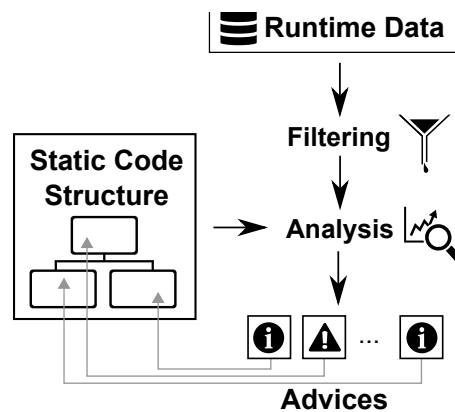 Runtime Data
Filtering
Static Code
Structure
Analysis
...
Advices